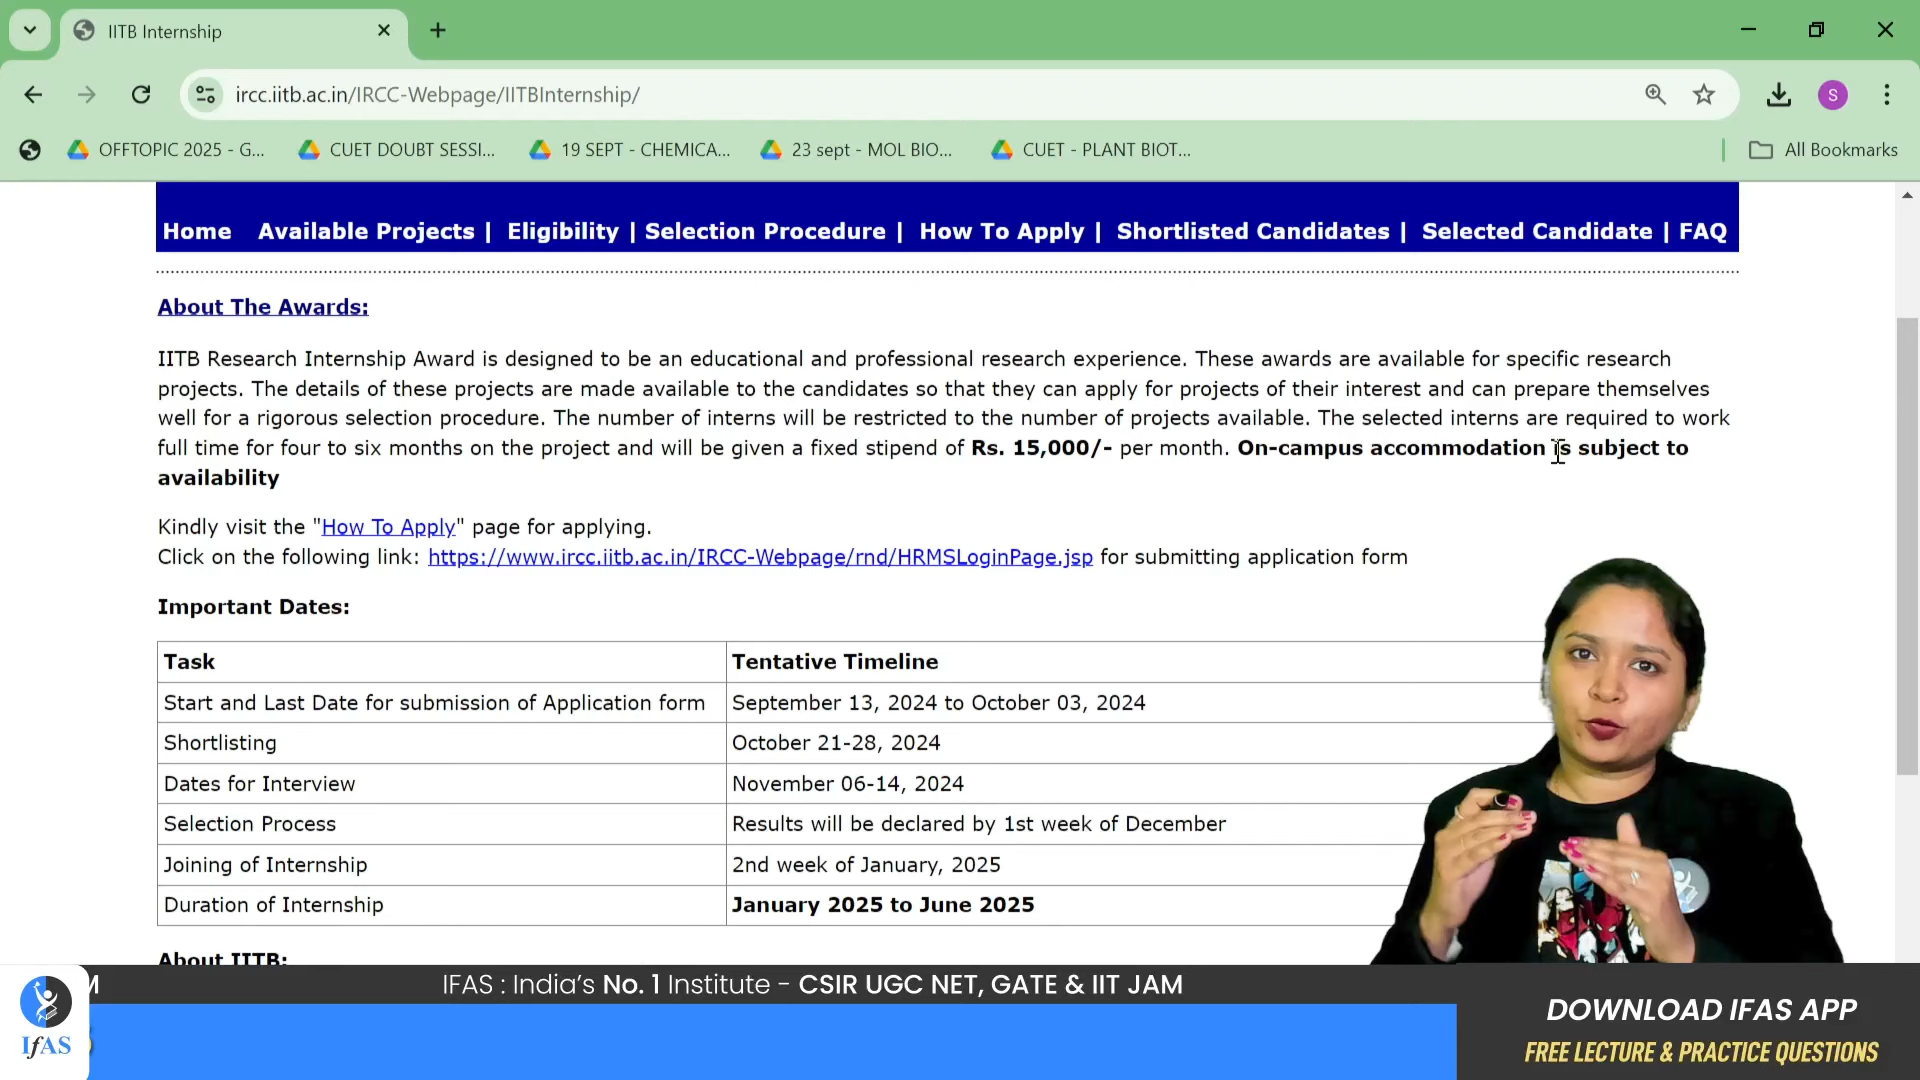 IITB Internship
ircc.iitb.ac.in/IRCC-Webpage/IITBInternship/
S
OFFTOPIC 2025 - G... CUET DOUBT SESSI... 19 SEPT - CHEMICA... 23 sept - MOL BIO... CUET - PLANT BIOT... All Bookmarks
Home Available Projects | Eligibility | Selection Procedure | How To Apply | Shortlisted Candidates | Selected Candidate | FAQ
About The Awards:
IITB Research Internship Award is designed to be an educational and professional research experience. These awards are available for specific research
projects. The details of these projects are made available to the candidates so that they can apply for projects of their interest and can prepare themselves
well for a rigorous selection procedure. The number of interns will be restricted to the number of projects available. The selected interns are required to work
full time for four to six months on the project and will be given a fixed stipend of Rs. 15,000/- per month. On-campus accommodation is subject to
availability
Kindly visit the "How To Apply" page for applying.
Click on the following link: https://www.ircc.iitb.ac.in/IRCC-Webpage/rnd/HRMSLoginPage.jsp for submitting application form
Important Dates:
Task Tentative Timeline
Start and Last Date for submission of Application form September 13, 2024 to October 03, 2024
Shortlisting October 21-28, 2024
Dates for Interview November 06-14, 2024
Selection Process Results will be declared by 1st week of December
Joining of Internship 2nd week of January, 2025
Duration of Internship January 2025 to June 2025
About IITB:
M IFAS : India's No. 1 Institute - CSIR UGC NET, GATE & IIT JAM
IfAS
DOWNLOAD IFAS APP
FREE LECTURE & PRACTICE QUESTIONS